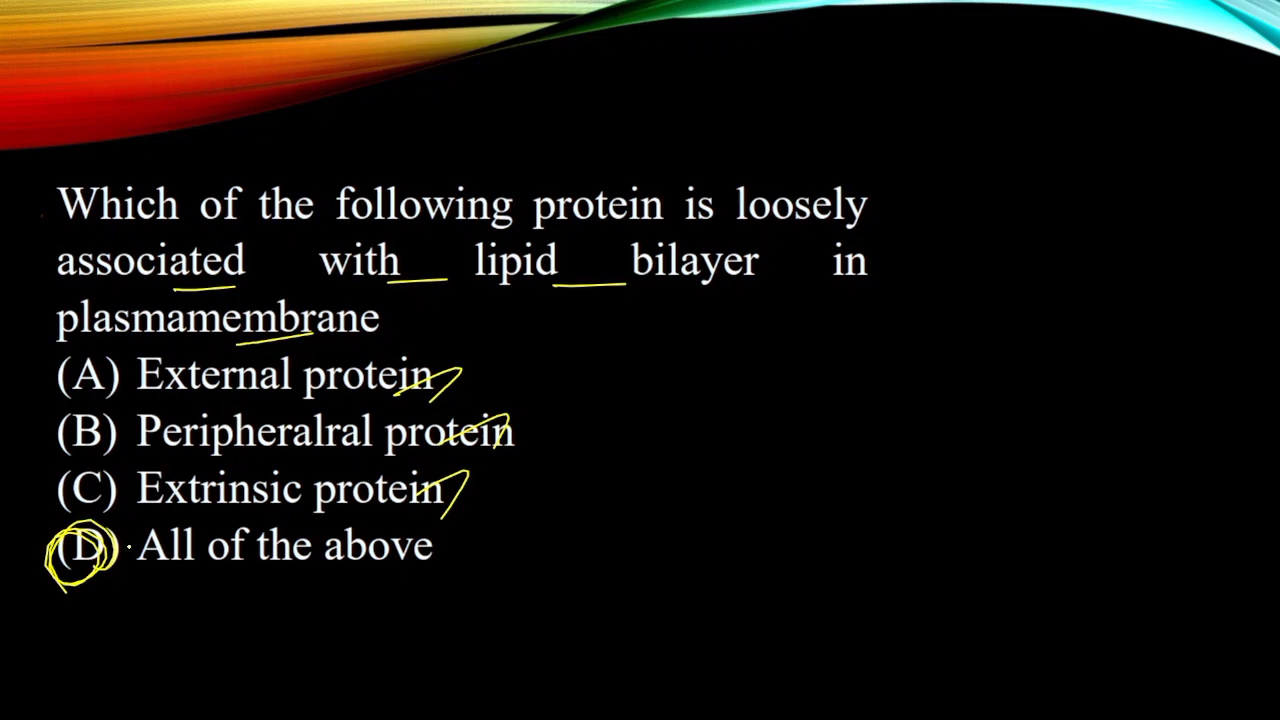 Which of the following protein is loosely
associated with lipid bilayer in
plasmamembrane
(A) External protein
(B) Peripheralral protein
(C) Extrinsic protein
(D) All of the above